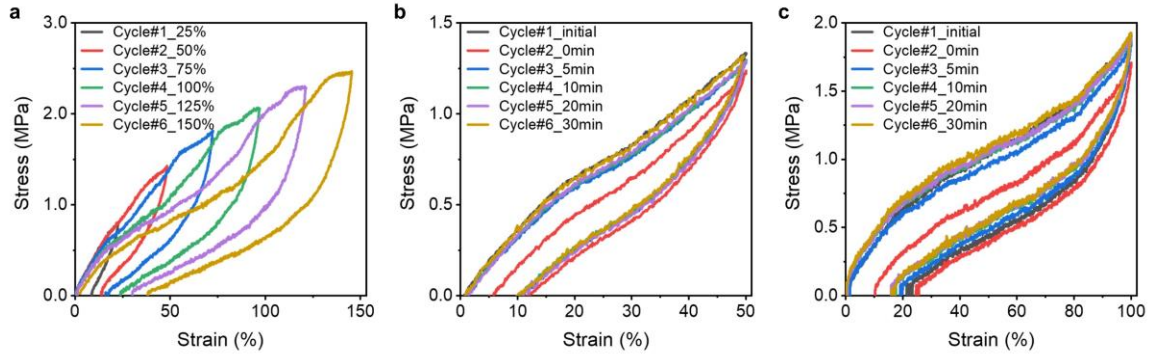 a
3.0
2.0
1.0
0.0
Stress (MPa)
Cycle#1_25%
Cycle#2_50%
Cycle#3_75%
Cycle#4_100%
Cycle#5_125%
Cycle#6_150%
0 50 100 150
Strain (%)
b
1.5
1.0
0.5
0.0
Stress (MPa)
Cycle#1_initial
Cycle#2_0min
Cycle#3_5min
Cycle#4_10min
Cycle#5_20min
Cycle#6_30min
0 10 20 30 40 50
Strain (%)
c
2.0
1.5
1.0
0.5
0.0
Stress (MPa)
Cycle#1_initial
Cycle#2_0min
Cycle#3_5min
Cycle#4_10min
Cycle#5_20min
Cycle#6_30min
0 20 40 60 80 100
Strain (%)